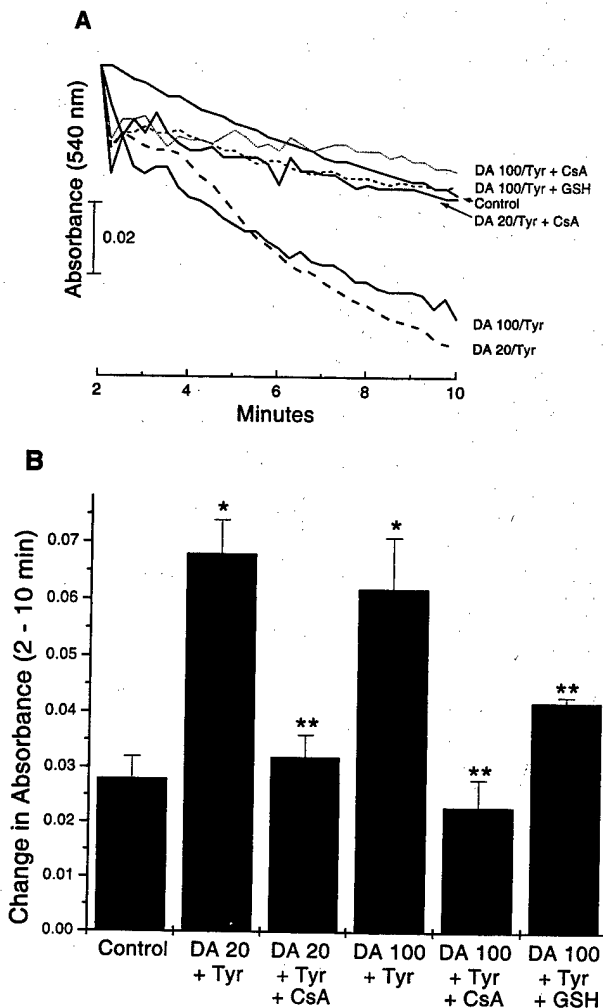 A
Absorbance (540 nm)
0.02
DA 100/Tyr + CsA
DA 100/Tyr + GSH
Control
DA 20/Tyr + CsA
DA 100/Tyr
DA 20/Tyr
2 4 6 8 10
Minutes
B
Change in Absorbance (2 - 10 min)
0.07
0.06
0.05
0.04
0.03
0.02
0.01
0.00
* ** * ** **
Control
DA 20 + Tyr
DA 20 + Tyr + CsA
DA 100 + Tyr
DA 100 + Tyr + CsA
DA 100 + Tyr + GSH